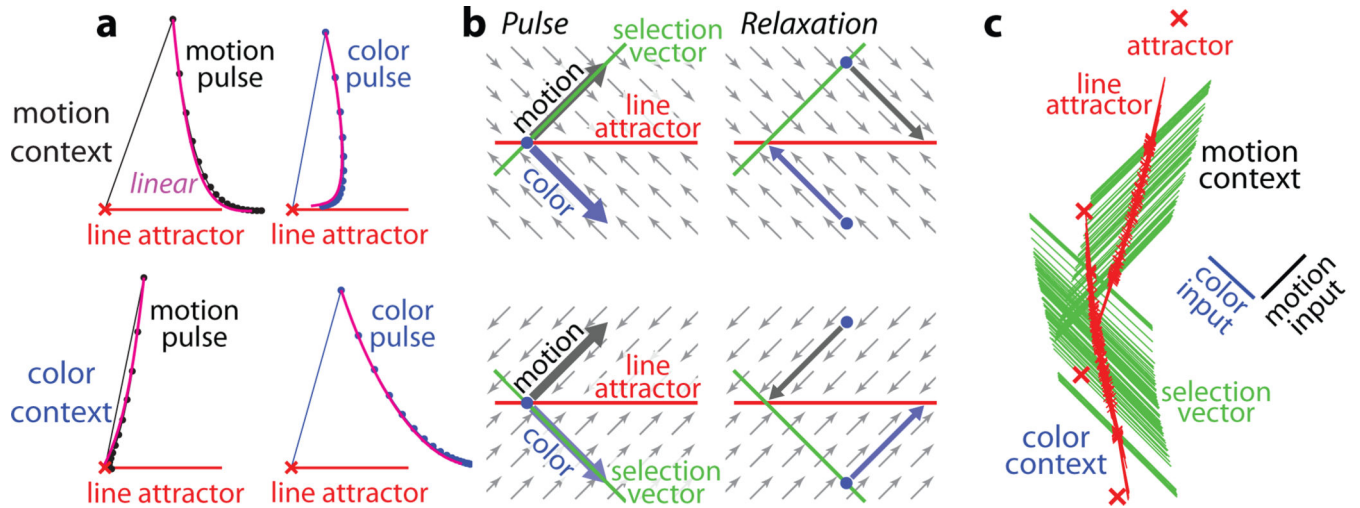 a
motion
pulse
color
pulse
motion
context
linear
line attractor
line attractor
motion
pulse
color
pulse
color
context
line attractor
line attractor
b
Pulse
selection
vector
motion
line
attractor
color
Relaxation
motion
line
attractor
color
selection
vector
c
attractor
line
attractor
motion
context
color
input
motion
input
selection
vector
color
context